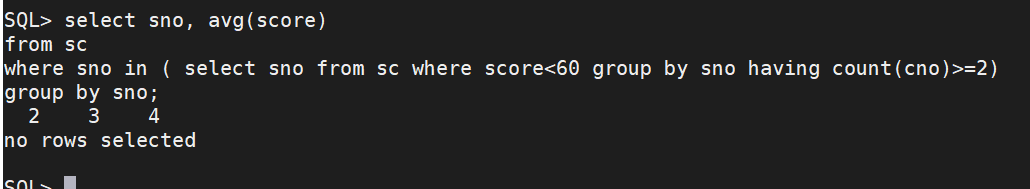 SQL> select sno, avg(score)
from sc
where sno in ( select sno from sc where score<60 group by sno having count(cno)>=2)
group by sno;
  2    3    4
no rows selected
SQL>